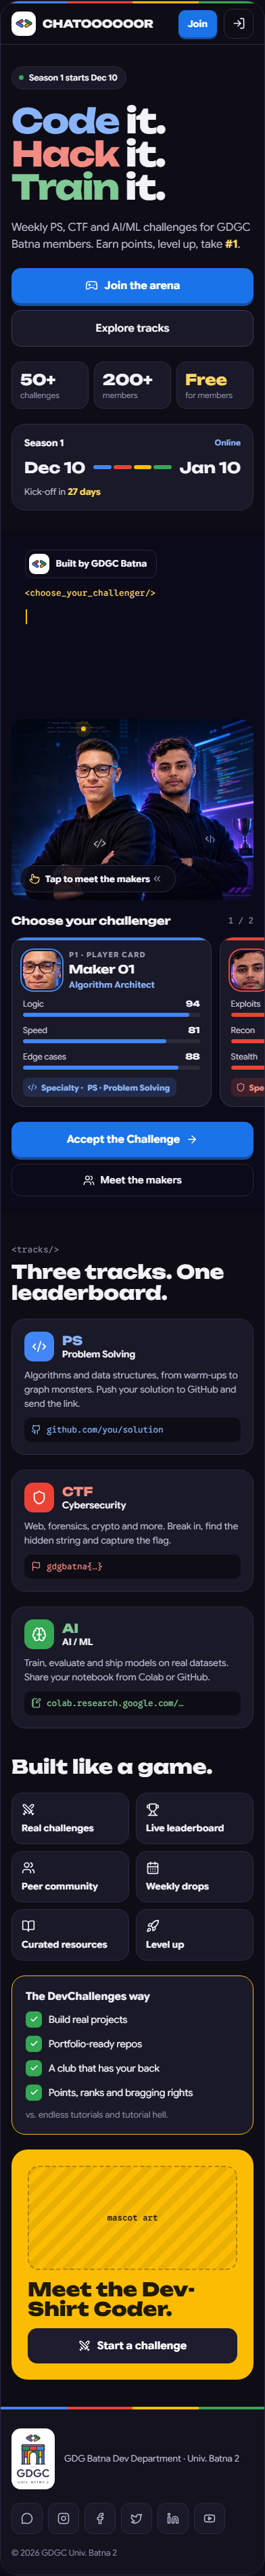 CHATOOOOOOR
Join
Season 1 starts Dec 10
Code it.
Hack it.
Train it.
Weekly PS, CTF and AI/ML challenges for GDGC
Batna members. Earn points, level up, take #1.
Join the arena
Explore tracks
50+
challenges
200+
members
Free
for members
Season 1
Online
Dec 10
Jan 10
Kick-off in 27 days
Built by GDGC Batna
<choose_your_challenger/>
Tap to meet the makers
Choose your challenger
1 / 2
P1 · PLAYER CARD
Maker 01
Algorithm Architect
Logic 94
Speed 81
Edge cases 88
</> Specialty · PS · Problem Solving
Exploits
Recon
Stealth
Spe
Accept the Challenge →
Meet the makers
<tracks/>
Three tracks. One
leaderboard.
PS
Problem Solving
Algorithms and data structures, from warm-ups to
graph monsters. Push your solution to GitHub and
send the link.
github.com/you/solution
CTF
Cybersecurity
Web, forensics, crypto and more. Break in, find the
hidden string and capture the flag.
gdgbatna{…}
AI
AI / ML
Train, evaluate and ship models on real datasets.
Share your notebook from Colab or GitHub.
colab.research.google.com/…
Built like a game.
Real challenges
Live leaderboard
Peer community
Weekly drops
Curated resources
Level up
The DevChallenges way
Build real projects
Portfolio-ready repos
A club that has your back
Points, ranks and bragging rights
vs. endless tutorials and tutorial hell.
mascot art
Meet the Dev-
Shirt Coder.
Start a challenge
GDGC
GDG Batna Dev Department · Univ. Batna 2
© 2026 GDGC Univ. Batna 2